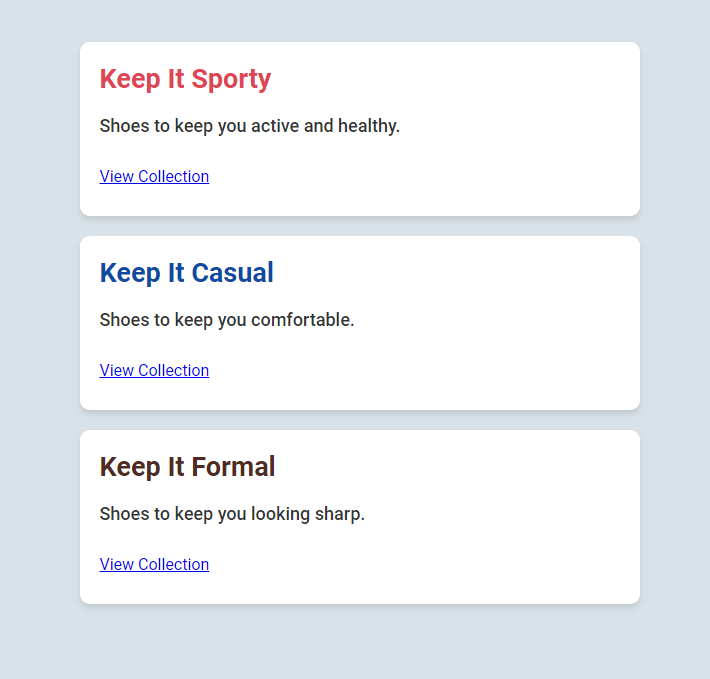 Keep It Sporty
Shoes to keep you active and healthy.
View Collection
Keep It Casual
Shoes to keep you comfortable.
View Collection
Keep It Formal
Shoes to keep you looking sharp.
View Collection